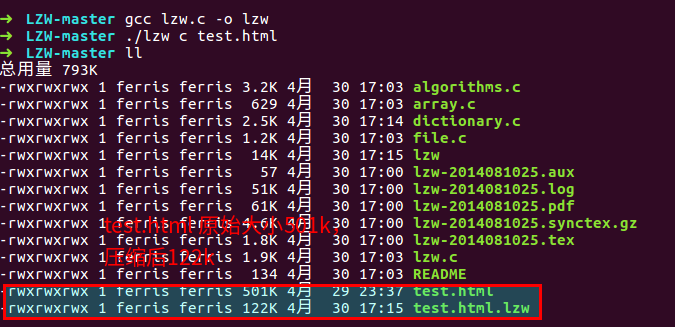 → LZW-master gcc lzw.c -o lzw
→ LZW-master ./lzw c test.html
→ LZW-master ll
总用量 793K
-rwxrwxrwx 1 ferris ferris 3.2K 4月 30 17:03 algorithms.c
-rwxrwxrwx 1 ferris ferris 629 4月 30 17:03 array.c
-rwxrwxrwx 1 ferris ferris 2.5K 4月 30 17:14 dictionary.c
-rwxrwxrwx 1 ferris ferris 1.2K 4月 30 17:03 file.c
-rwxrwxrwx 1 ferris ferris 14K 4月 30 17:15 lzw
-rwxrwxrwx 1 ferris ferris 57 4月 30 17:00 lzw-2014081025.aux
-rwxrwxrwx 1 ferris ferris 51K 4月 30 17:00 lzw-2014081025.log
-rwxrwxrwx 1 ferris ferris 61K 4月 30 17:00 lzw-2014081025.pdf
-rwxrwxrwx 1 ferris ferris 4.6K 4月 30 17:00 lzw-2014081025.synctex.gz
-rwxrwxrwx 1 ferris ferris 1.8K 4月 30 17:00 lzw-2014081025.tex
-rwxrwxrwx 1 ferris ferris 1.9K 4月 30 17:03 lzw.c
-rwxrwxrwx 1 ferris ferris 134 4月 30 17:03 README
-rwxrwxrwx 1 ferris ferris 501K 4月 29 23:37 test.html
-rwxrwxrwx 1 ferris ferris 122K 4月 30 17:15 test.html.lzw
test.html 原始大小501k,
压缩后122k